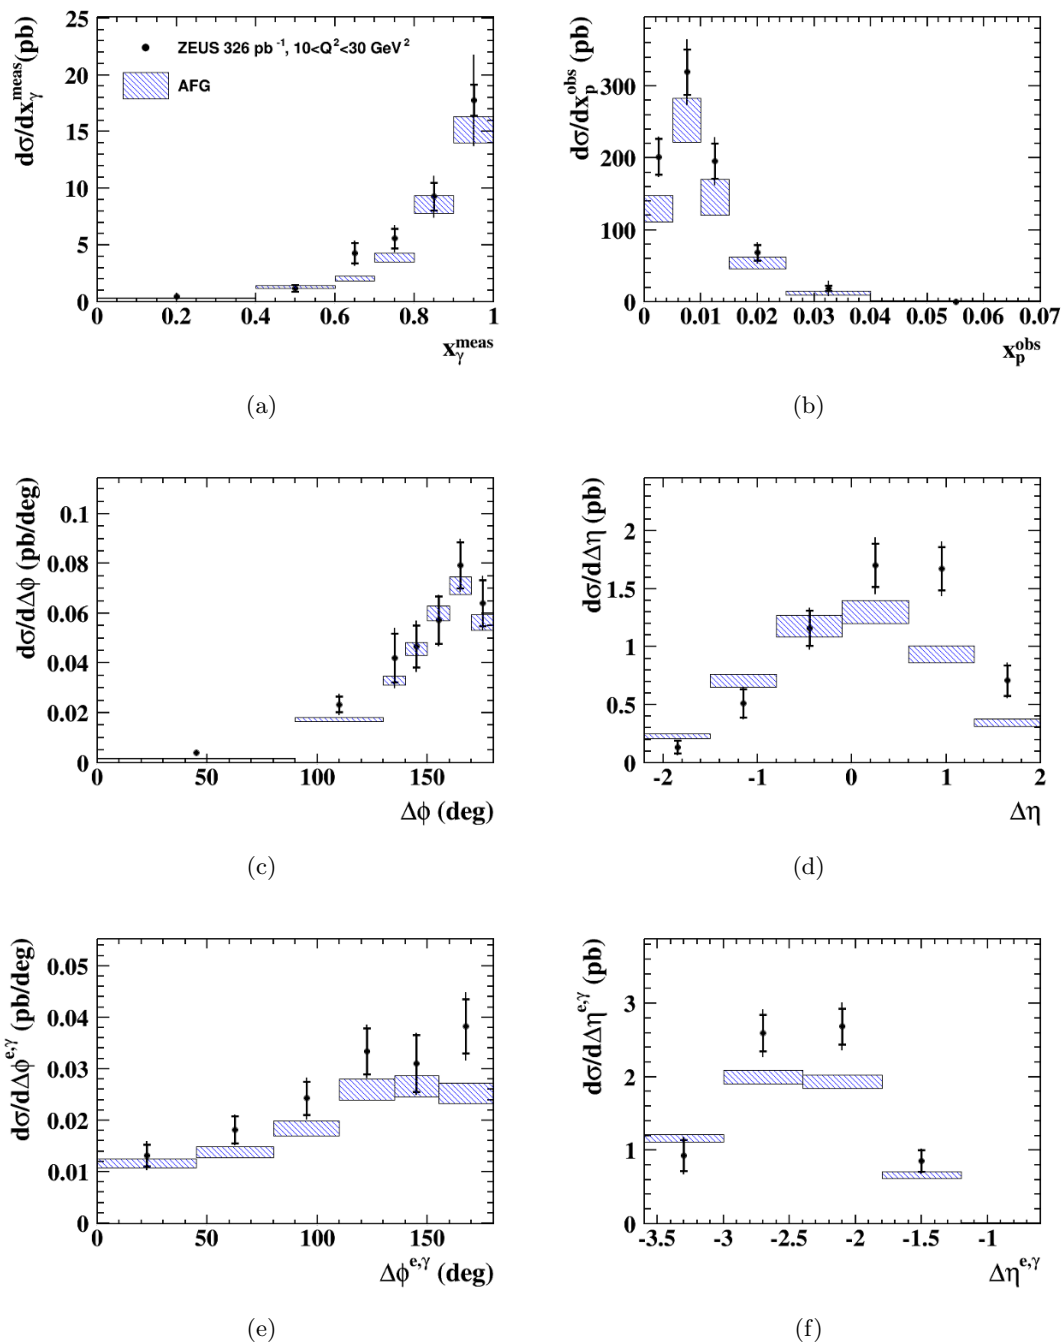 dσ/dx_γ^meas (pb)
25
20
15
10
5
0
ZEUS 326 pb⁻¹, 10<Q²<30 GeV²
AFG
0 0.2 0.4 0.6 0.8 1
x_γ^meas
(a)
dσ/dx_p^obs
300
200
100
0
0 0.01 0.02 0.03 0.04 0.05 0.06 0.07
x_p^obs
(b)
dσ/dΔϕ (pb/deg)
0.1
0.08
0.06
0.04
0.02
0
0 50 100 150
Δϕ (deg)
(c)
dσ/dΔη (pb)
2
1.5
1
0.5
0
-2 -1 0 1 2
Δη
(d)
dσ/dΔϕ^e,γ (pb/deg)
0.05
0.04
0.03
0.02
0.01
0
0 50 100 150
Δϕ^e,γ (deg)
(e)
dσ/dΔη^e,γ (pb)
3
2
1
0
-3.5 -3 -2.5 -2 -1.5 -1
Δη^e,γ
(f)